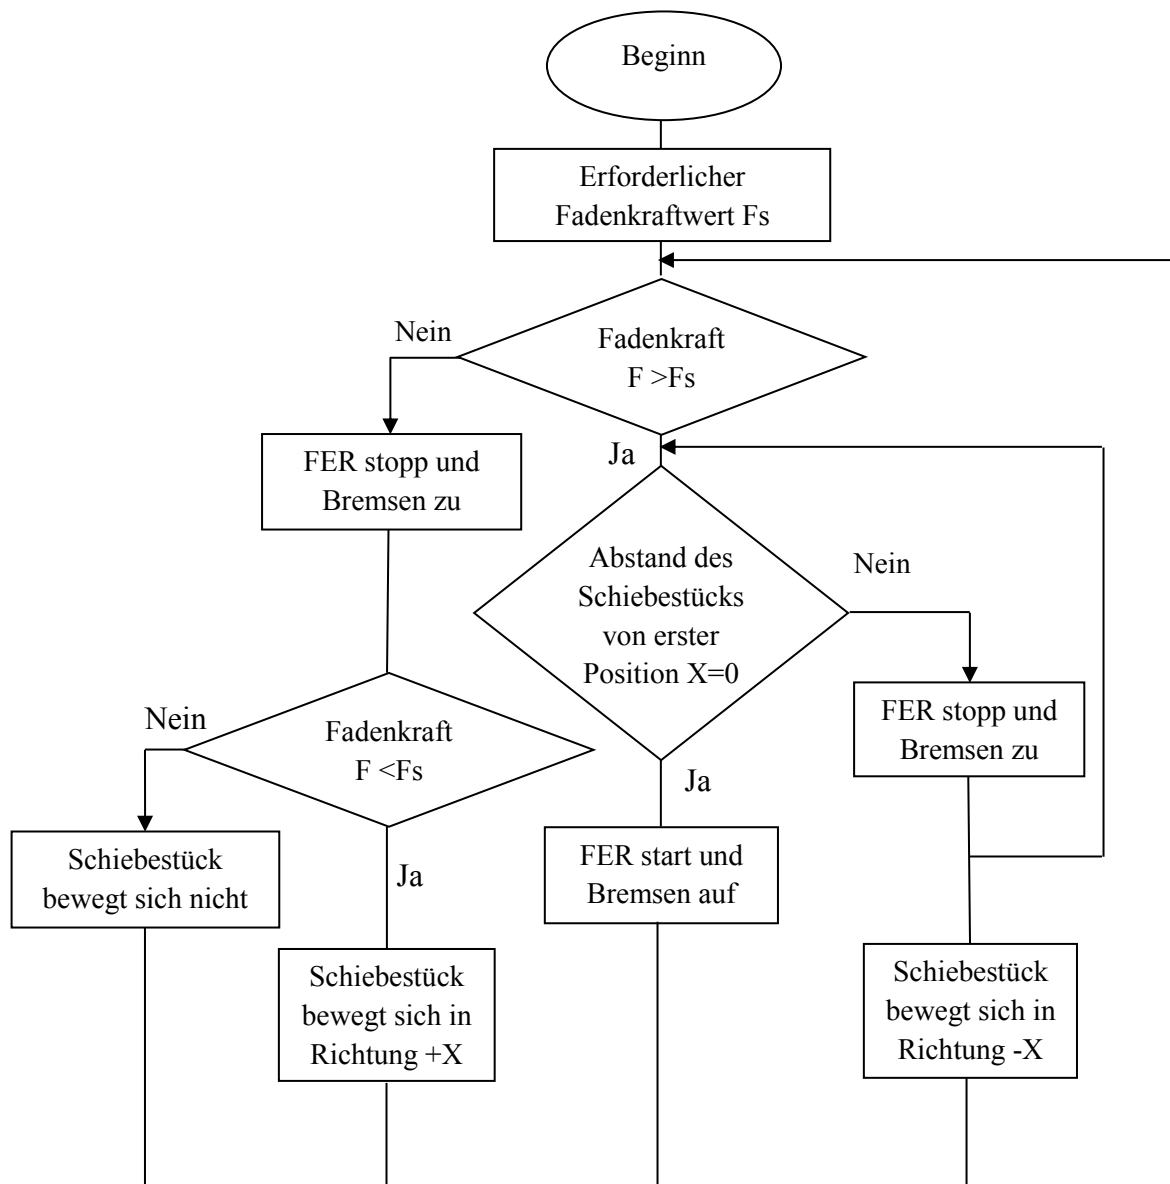 Beginn
Erforderlicher
Fadenkraftwert Fs
Nein
Fadenkraft
F >Fs
FER stopp und
Bremsen zu
Ja
Abstand des
Schiebestücks
von erster
Position X=0
Nein
FER stopp und
Bremsen zu
Nein
Fadenkraft
F <Fs
Ja
Schiebestück
bewegt sich nicht
Ja
FER start und
Bremsen auf
Schiebestück
bewegt sich in
Richtung +X
Schiebestück
bewegt sich in
Richtung -X